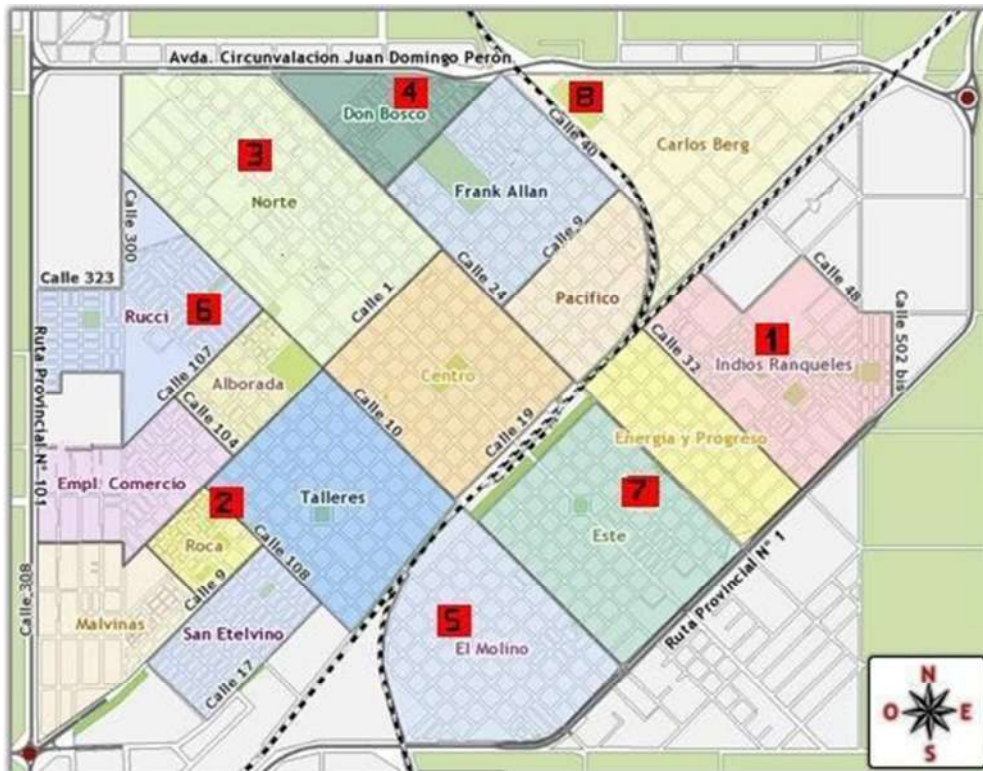 Avda. Circunvalacion Juan Domingo Perón
4
Don Bosco
8
Calle 40
Carlos Berg
3
Norte
Frank Allan
Calle 9
Calle 300
Calle 323
Calle 1
Calle 24
Pacifico
Calle 48
Calle 502 bis
Rucci
6
Ruta Provincial N° 101
Calle 107
Alborada
Centro
Calle 32
1
Indios Ranqueles
Calle 104
Calle 10
Calle 19
Energia y Progreso
Empl. Comercio
2
Talleres
7
Roca
Calle 108
Este
Calle 9
Calle 308
Malvinas
San Etelvino
5
El Molino
Ruta Provincial N° 1
Calle 17
N
O E
S